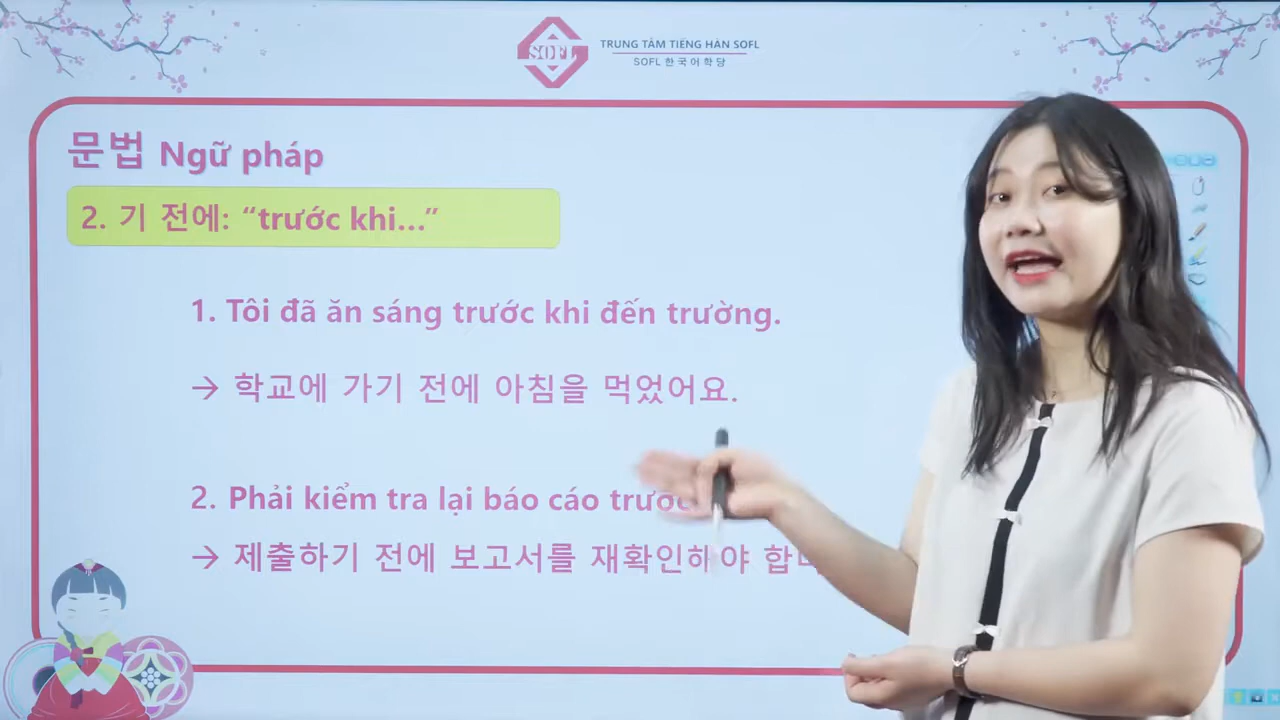 SOFL
TRUNG TÂM TIẾNG HÀN SOFL
SOFL 한국어학당
문법 Ngữ pháp
2. 기 전에: “trước khi...”
1. Tôi đã ăn sáng trước khi đến trường.
→ 학교에 가기 전에 아침을 먹었어요.
2. Phải kiểm tra lại báo cáo trước
→ 제출하기 전에 보고서를 재확인해야